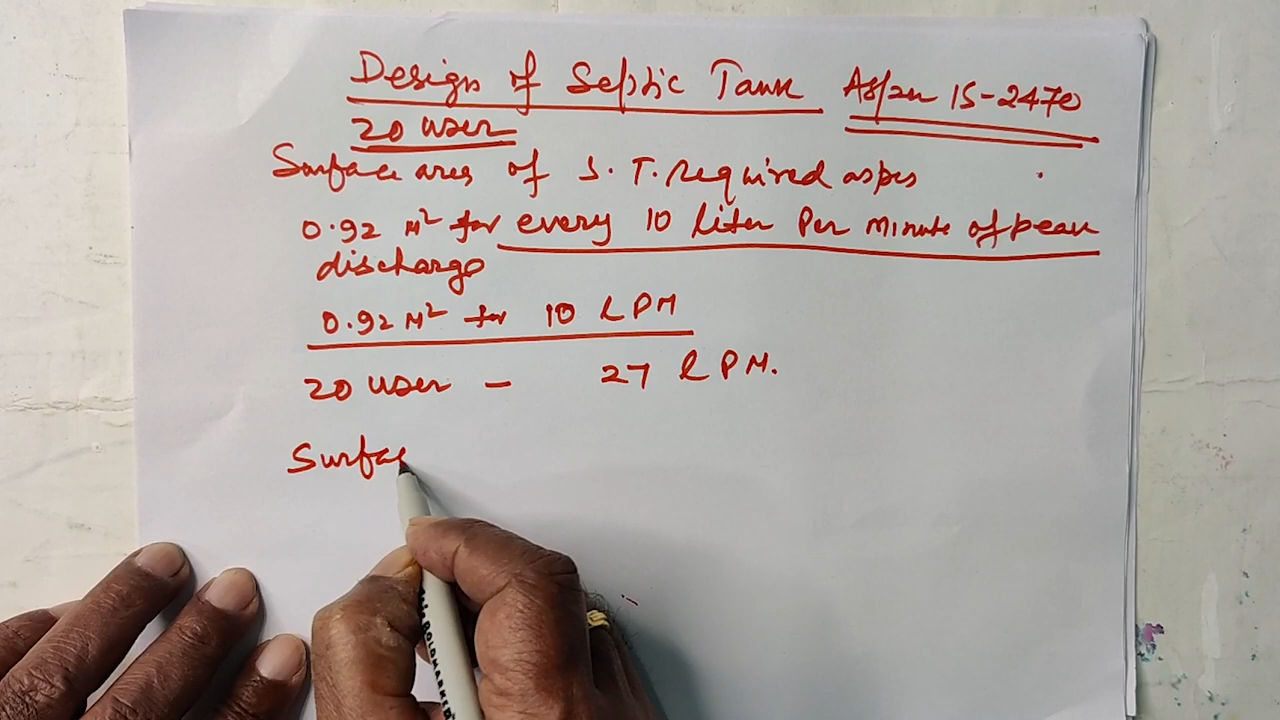 Design of Septic Tank As per IS-2470
20 user
Surface area of S.T. Required as per
0.92 M² for every 10 liter Per Minute of peak
discharge
0.92 M² for 10 LPM
20 user - 27 LPM.
Surfac